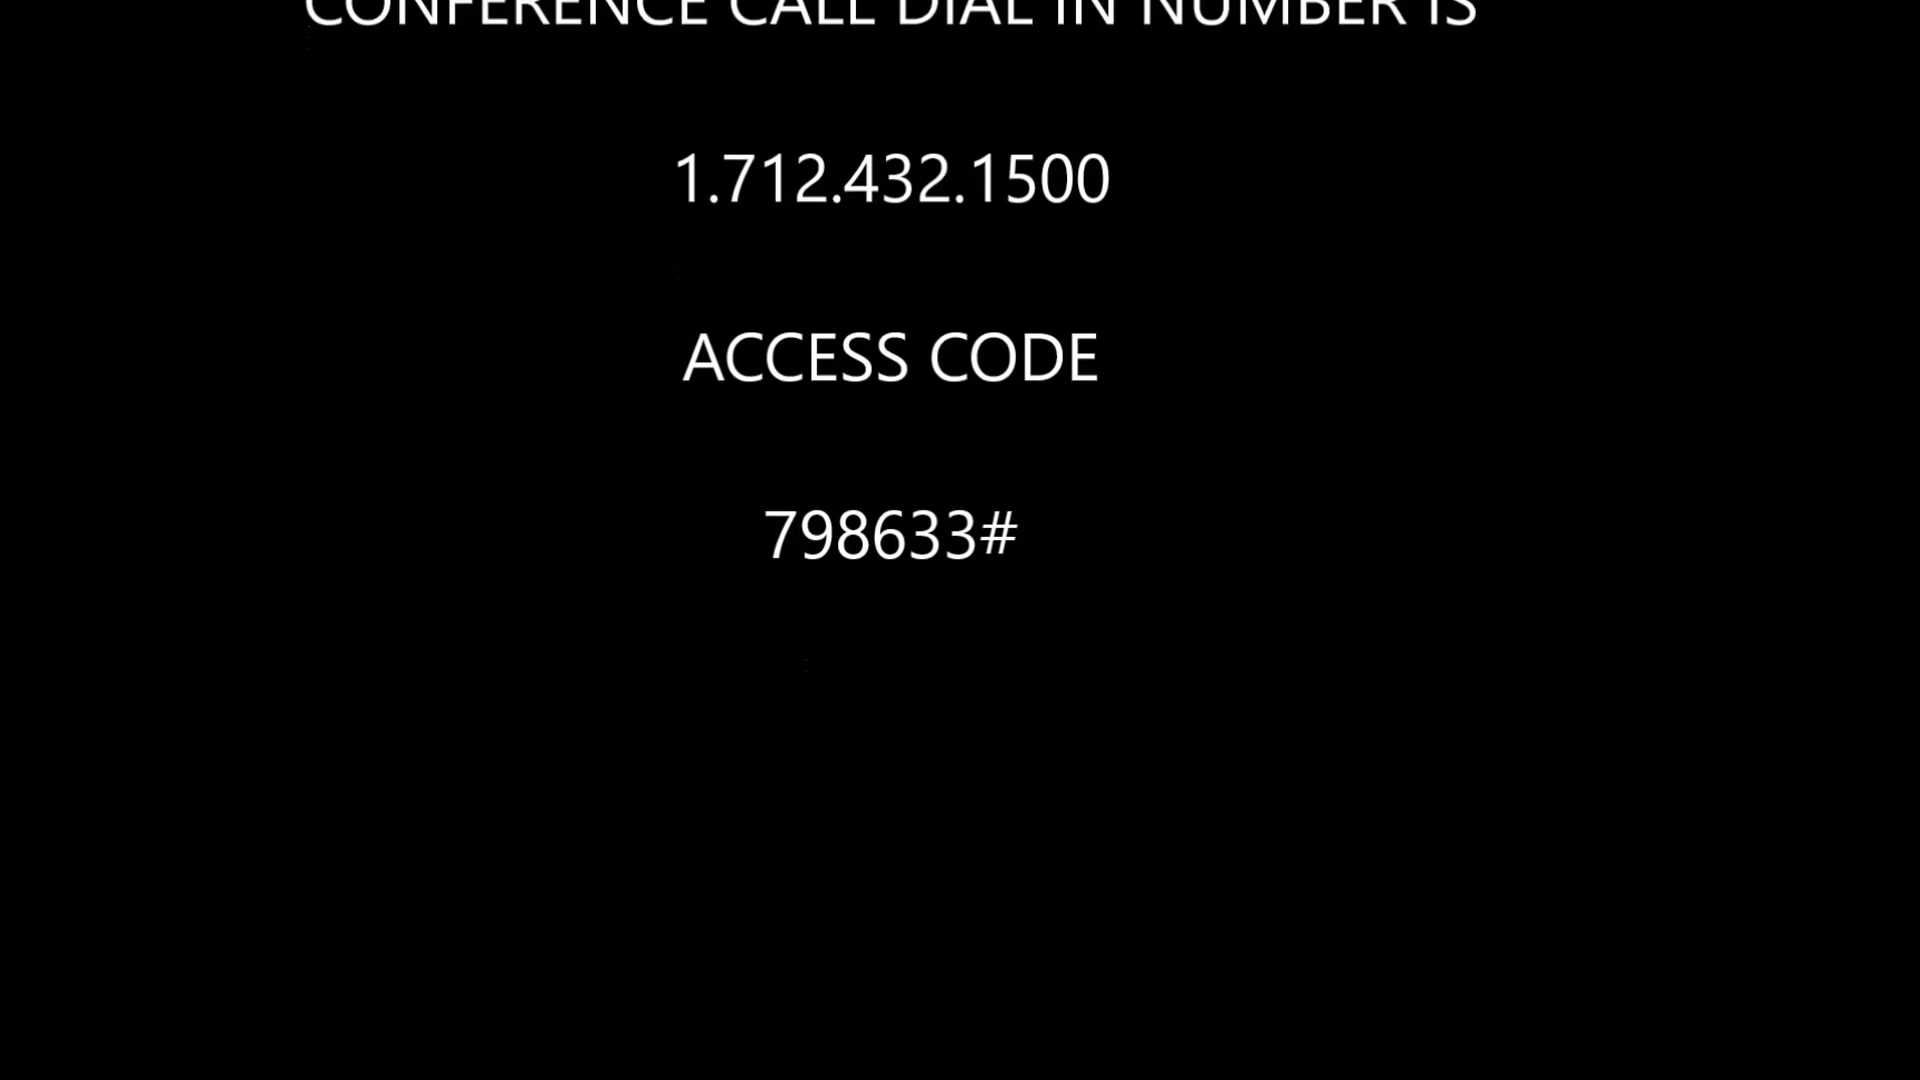 CONFERENCE CALL DIAL IN NUMBER IS
1.712.432.1500
ACCESS CODE
798633#